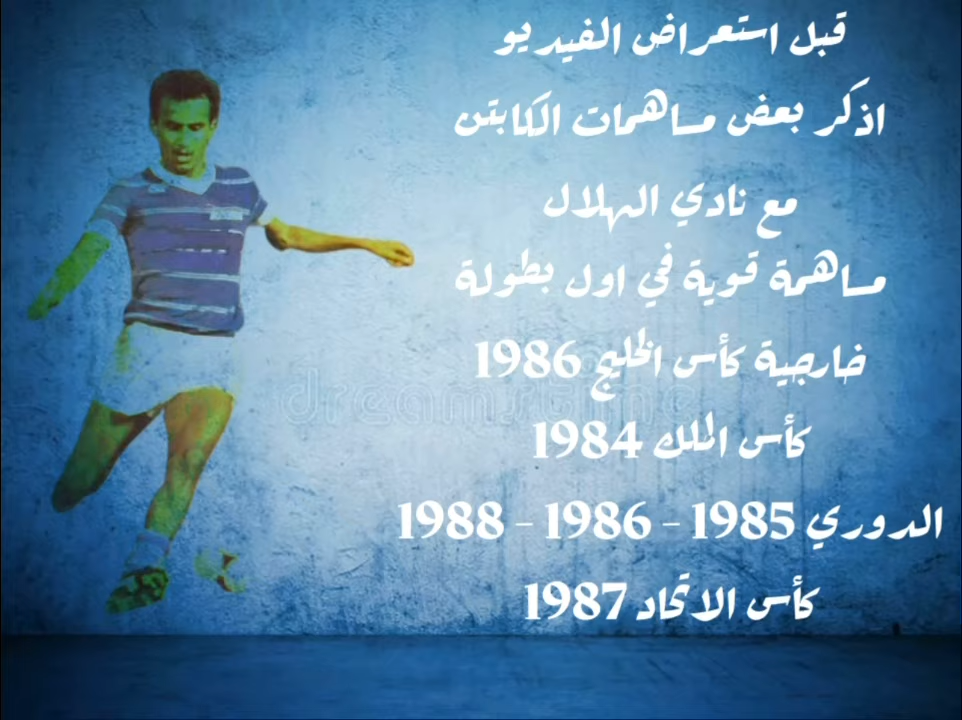 قبل استعراض الفيديو
اذكر بعض مساهمات الكابتن
مع نادي الهلال
مساهمة قوية في اول بطولة
خارجية كأس الخليج 1986
dreamstime
كأس الملك 1984
الدوري 1985 - 1986 - 1988
كأس الاتحاد 1987